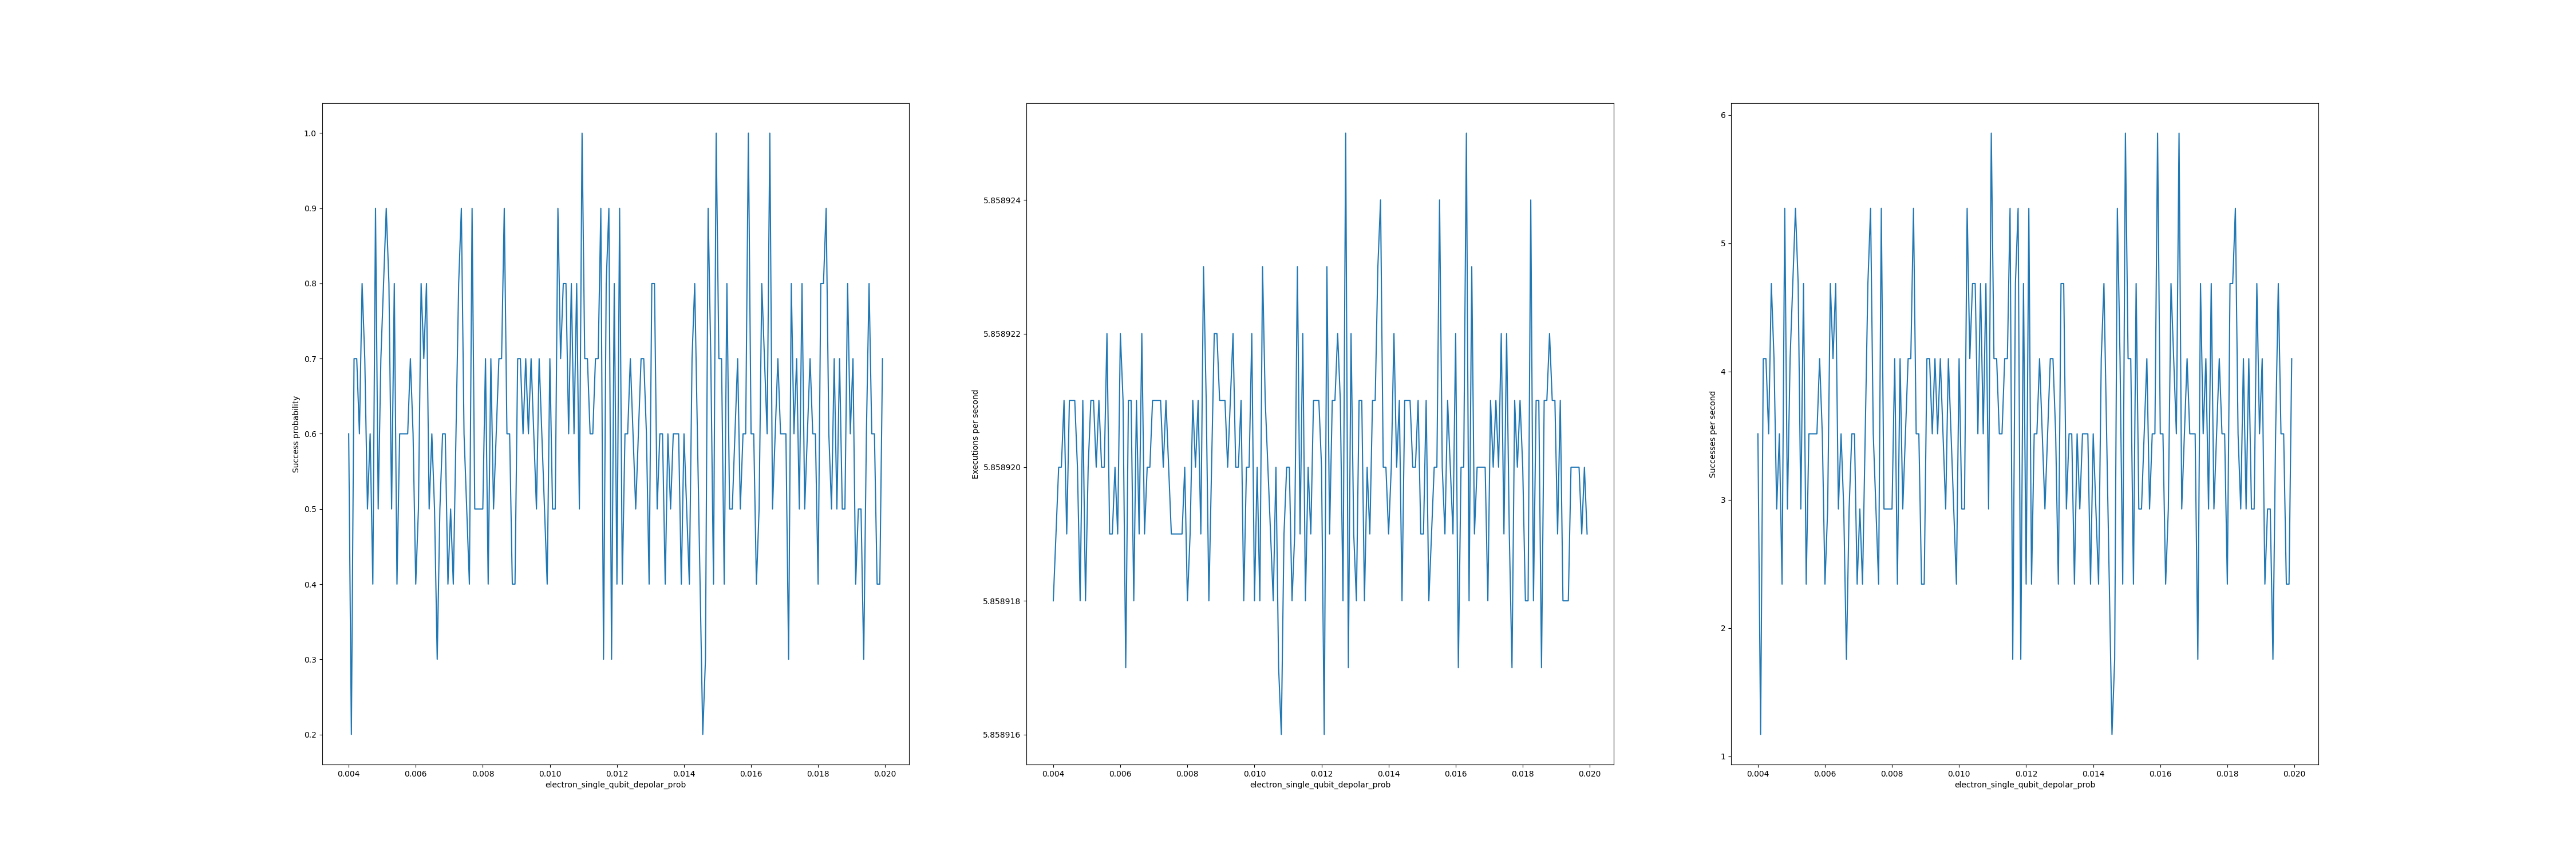 Success probability
1.0
0.9
0.8
0.7
0.6
0.5
0.4
0.3
0.2
0.004 0.006 0.008 0.010 0.012 0.014 0.016 0.018 0.020
electron_single_qubit_depolar_prob
Executions per second
5.858924
5.858922
5.858920
5.858918
5.858916
0.004 0.006 0.008 0.010 0.012 0.014 0.016 0.018 0.020
electron_single_qubit_depolar_prob
Successes per second
6
5
4
3
2
1
0.004 0.006 0.008 0.010 0.012 0.014 0.016 0.018 0.020
electron_single_qubit_depolar_prob